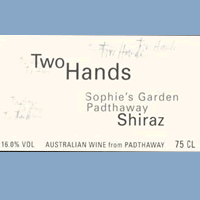 Two Hands
Sophie's Garden
Padthaway
Shiraz
16.0% VOL AUSTRALIAN WINE from PADTHAWAY 75 CL